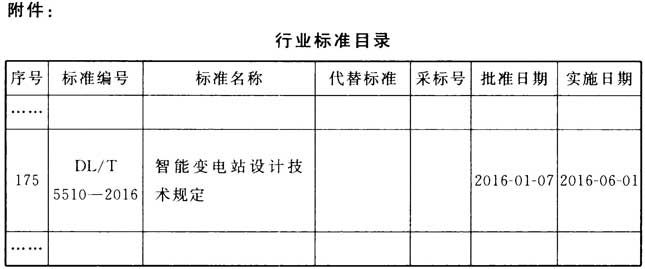 附件：
行业标准目录
序号 标准编号 标准名称 代替标准 采标号 批准日期 实施日期
……
175 DL/T 5510—2016 智能变电站设计技术规定 2016-01-07 2016-06-01
……